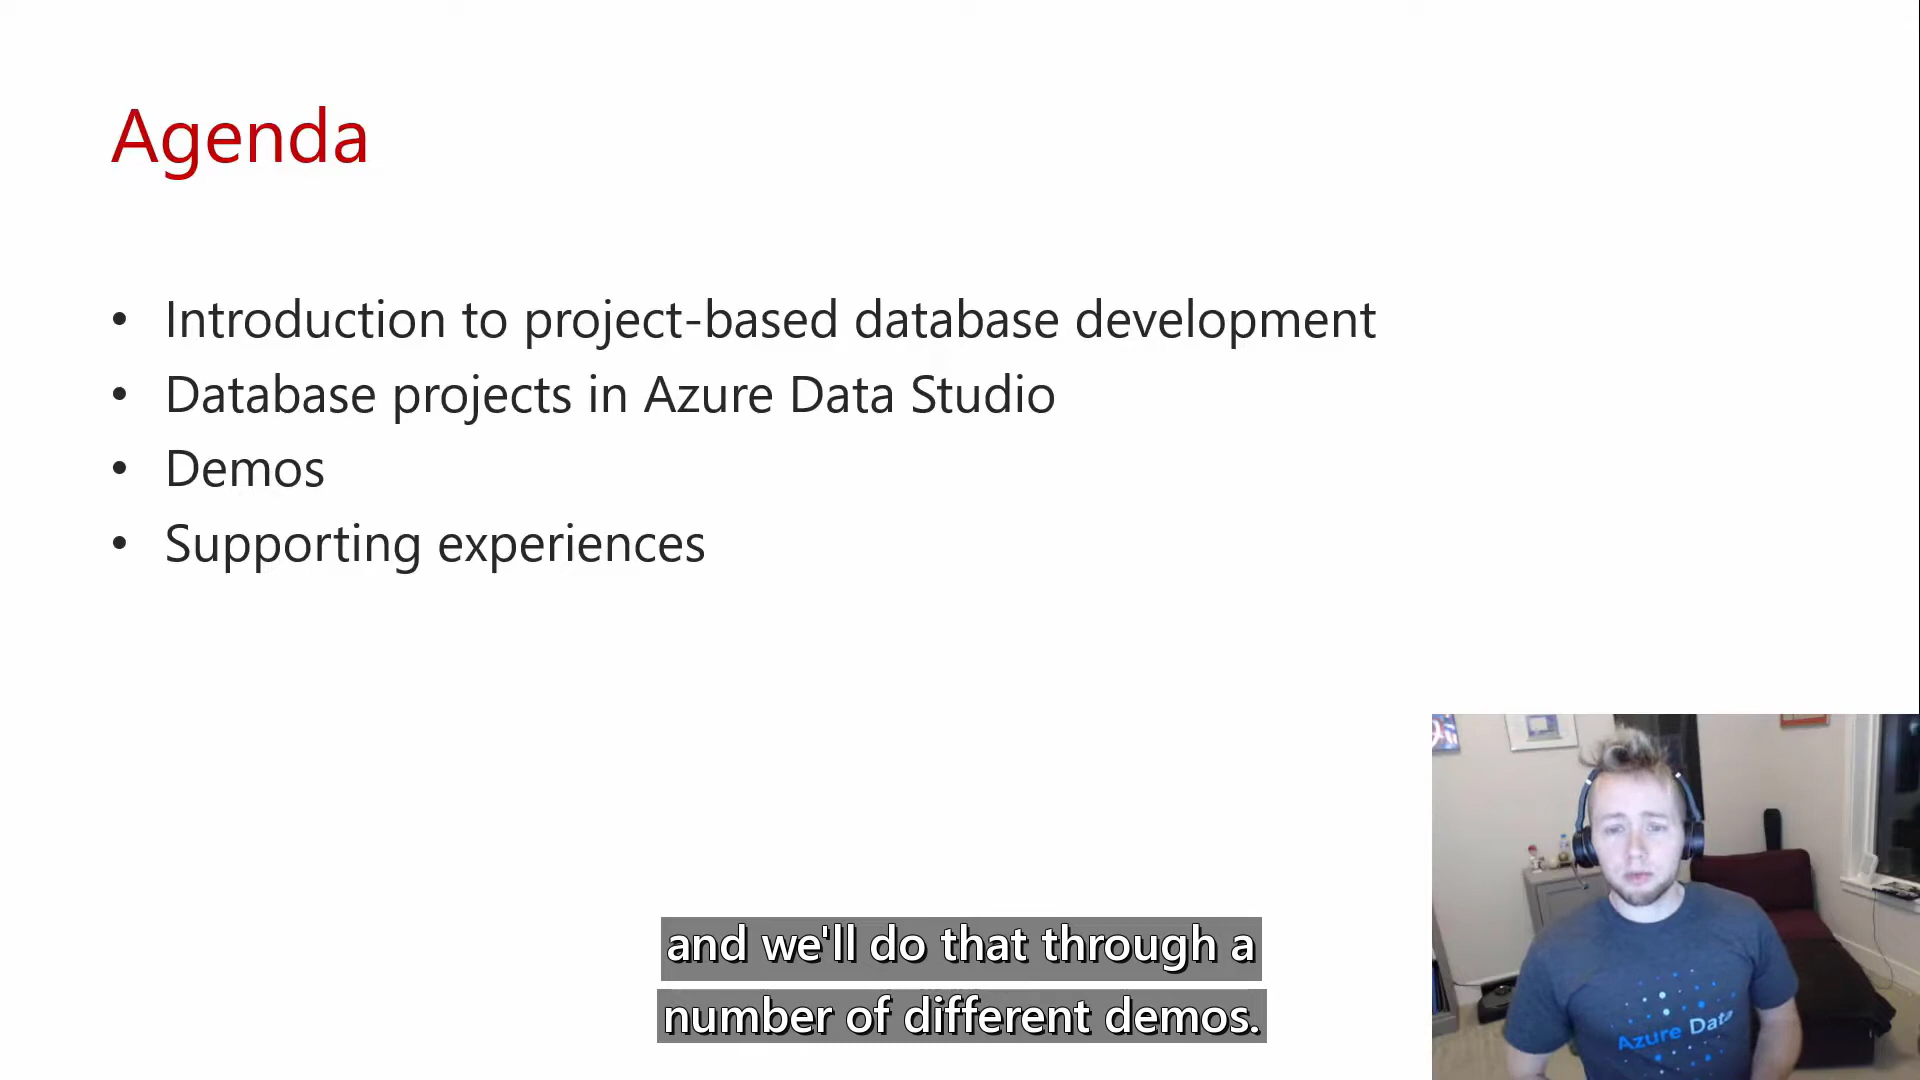 Agenda
• Introduction to project-based database development
• Database projects in Azure Data Studio
• Demos
• Supporting experiences
and we'll do that through a
number of different demos.
Azure Data